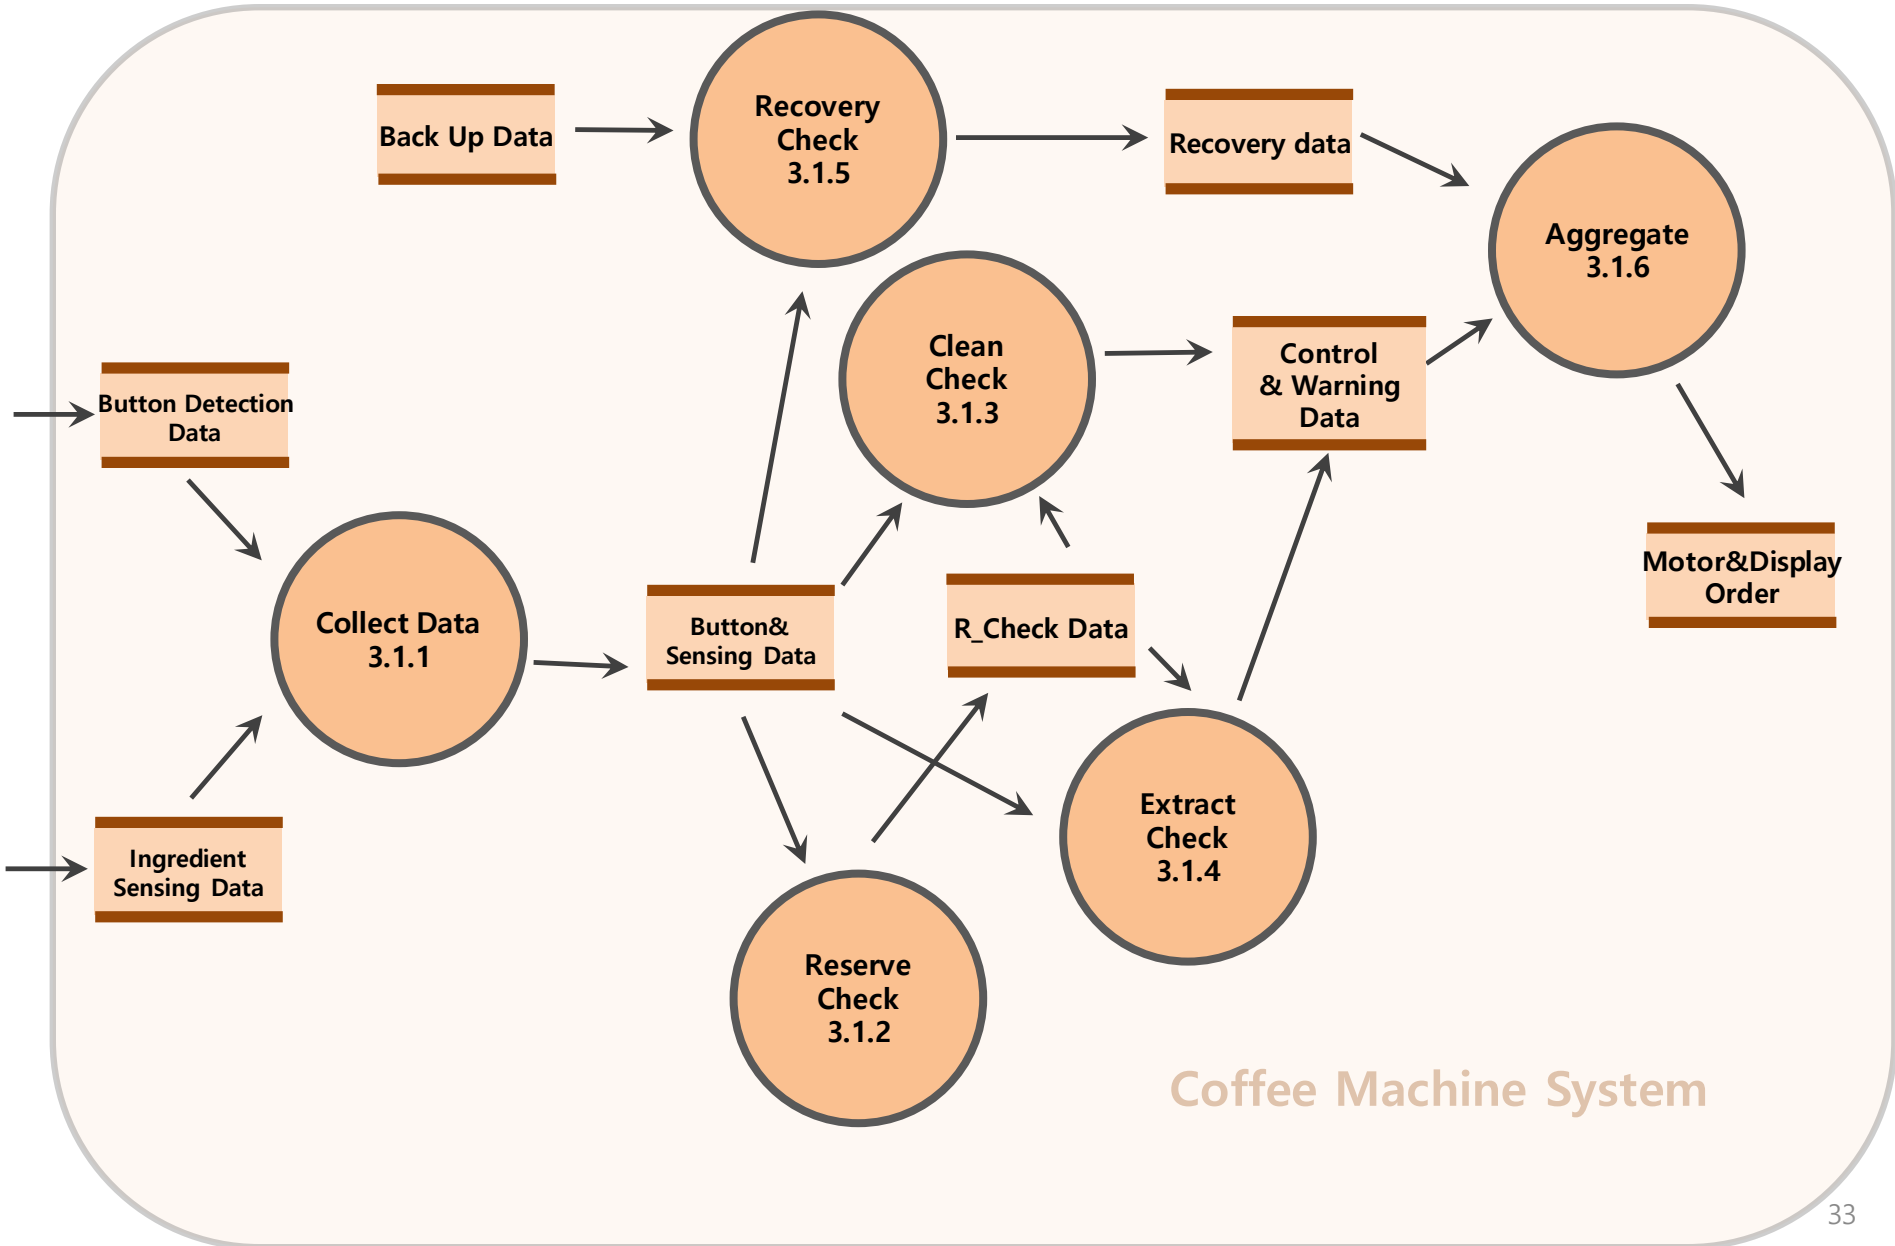 Recovery
Check
3.1.5
Back Up Data
Recovery data
Aggregate
3.1.6
Clean
Check
3.1.3
Control
& Warning
Data
Button Detection
Data
Motor&Display
Order
Collect Data
3.1.1
Button&
Sensing Data
R_Check Data
Extract
Check
3.1.4
Ingredient
Sensing Data
Reserve
Check
3.1.2
Coffee Machine System
33